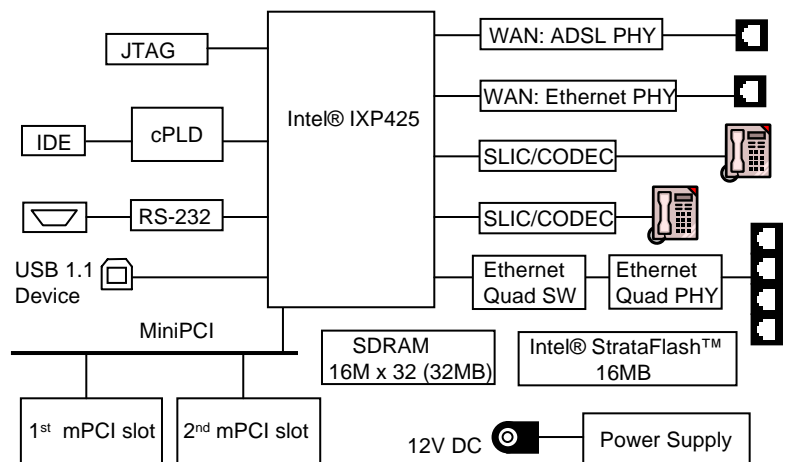 JTAG
WAN: ADSL PHY
Intel® IXP425
WAN: Ethernet PHY
IDE
cPLD
SLIC/CODEC
RS-232
SLIC/CODEC
USB 1.1
Device
Ethernet
Quad SW
Ethernet
Quad PHY
MiniPCI
SDRAM
16M x 32 (32MB)
Intel® StrataFlash™
16MB
1st mPCI slot
2nd mPCI slot
12V DC
Power Supply